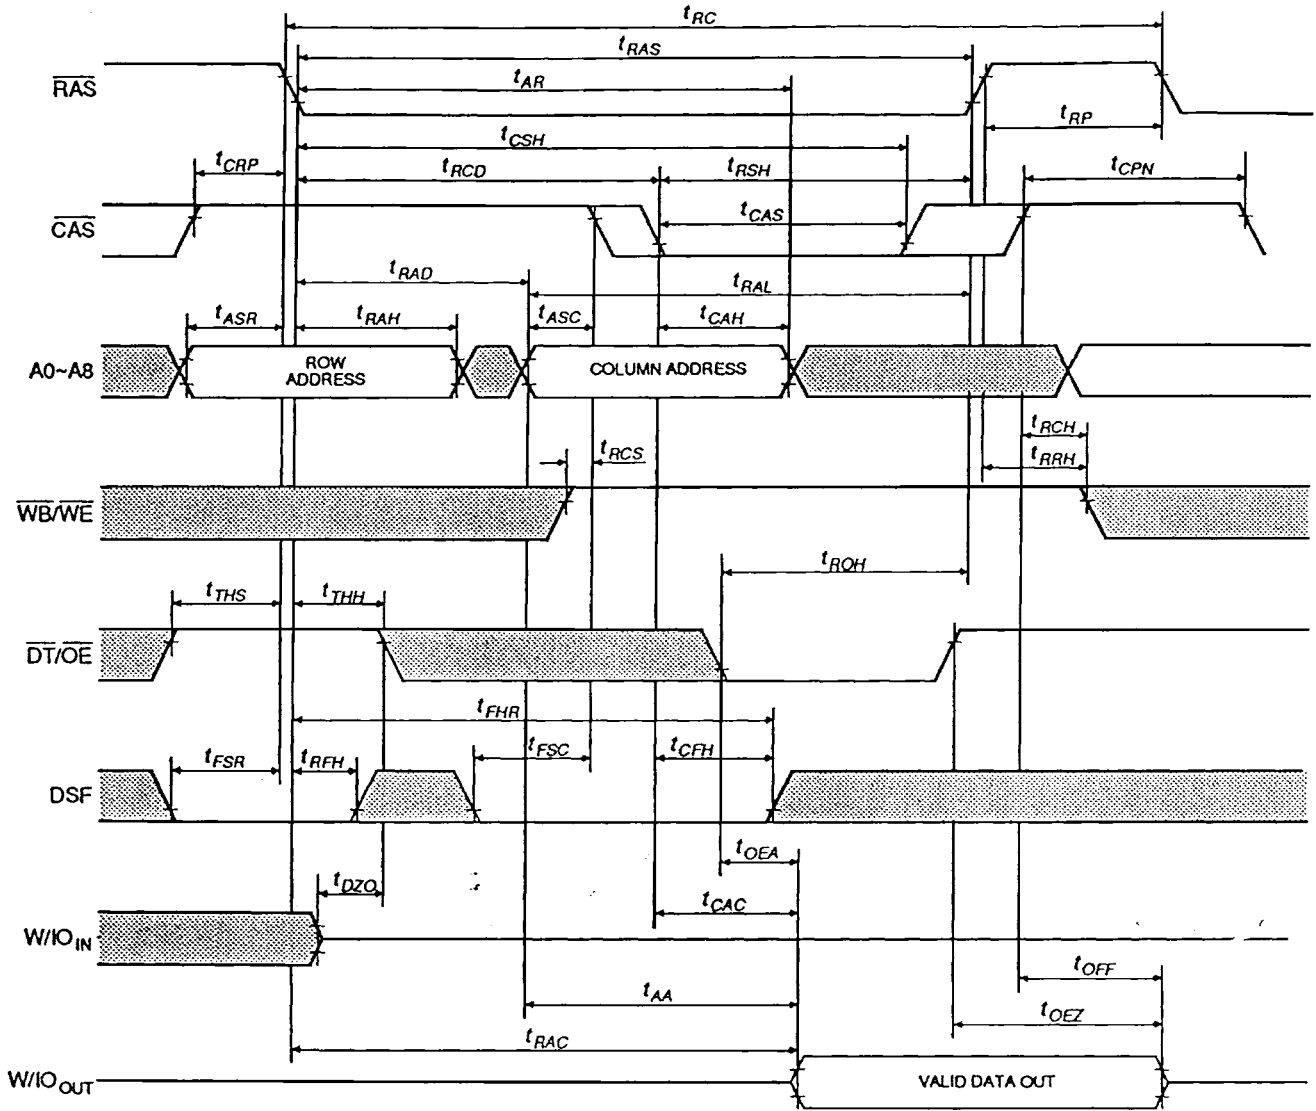 tRC
tRAS
RAS
tAR
tRP
tCSH
tCRP
tRCD
tRSH
tCPN
CAS
tCAS
tRAD
tRAL
tASR
tRAH
tASC
tCAH
A0~A8
ROW
ADDRESS
COLUMN ADDRESS
tRCH
tRCS
tRRH
WB/WE
tROH
tTHS
tTHH
DT/OE
tFHR
tFSR
tRFH
tFSC
tCFH
DSF
tOEA
tDZO
tCAC
W/IOIN
tOFF
tAA
tOEZ
tRAC
W/IOOUT
VALID DATA OUT